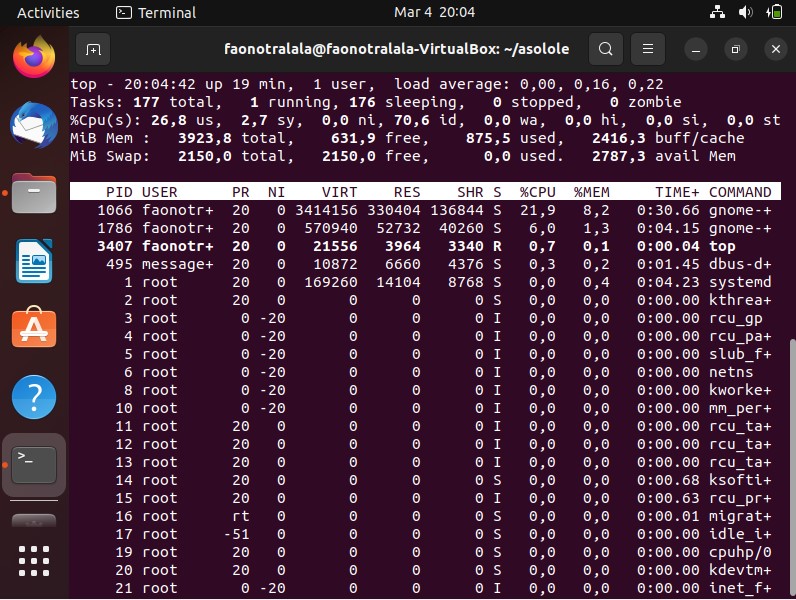 Activities Terminal Mar 4 20:04
faonotralala@faonotralala-VirtualBox: ~/asolole
top - 20:04:42 up 19 min, 1 user, load average: 0,00, 0,16, 0,22
Tasks: 177 total, 1 running, 176 sleeping, 0 stopped, 0 zombie
%Cpu(s): 26,8 us, 2,7 sy, 0,0 ni, 70,6 id, 0,0 wa, 0,0 hi, 0,0 si, 0,0 st
MiB Mem : 3923,8 total, 631,9 free, 875,5 used, 2416,3 buff/cache
MiB Swap: 2150,0 total, 2150,0 free, 0,0 used. 2787,3 avail Mem
PID USER PR NI VIRT RES SHR S %CPU %MEM TIME+ COMMAND
1066 faonotr+ 20 0 3414156 330404 136844 S 21,9 8,2 0:30.66 gnome-+
1786 faonotr+ 20 0 570940 52732 40260 S 6,0 1,3 0:04.15 gnome-+
3407 faonotr+ 20 0 21556 3964 3340 R 0,7 0,1 0:00.04 top
495 message+ 20 0 10872 6660 4376 S 0,3 0,2 0:01.45 dbus-d+
1 root 20 0 169260 14104 8768 S 0,0 0,4 0:04.23 systemd
2 root 20 0 0 0 0 S 0,0 0,0 0:00.00 kthrea+
3 root 0 -20 0 0 0 I 0,0 0,0 0:00.00 rcu_gp
4 root 0 -20 0 0 0 I 0,0 0,0 0:00.00 rcu_pa+
5 root 0 -20 0 0 0 I 0,0 0,0 0:00.00 slub_f+
6 root 0 -20 0 0 0 I 0,0 0,0 0:00.00 netns
8 root 0 -20 0 0 0 I 0,0 0,0 0:00.00 kworke+
10 root 0 -20 0 0 0 I 0,0 0,0 0:00.00 mm_per+
11 root 20 0 0 0 0 I 0,0 0,0 0:00.00 rcu_ta+
12 root 20 0 0 0 0 I 0,0 0,0 0:00.00 rcu_ta+
13 root 20 0 0 0 0 I 0,0 0,0 0:00.00 rcu_ta+
14 root 20 0 0 0 0 S 0,0 0,0 0:00.68 ksofti+
15 root 20 0 0 0 0 I 0,0 0,0 0:00.63 rcu_pr+
16 root rt 0 0 0 0 S 0,0 0,0 0:00.01 migrat+
17 root -51 0 0 0 0 S 0,0 0,0 0:00.00 idle_i+
19 root 20 0 0 0 0 S 0,0 0,0 0:00.00 cpuhp/0
20 root 20 0 0 0 0 S 0,0 0,0 0:00.00 kdevtm+
21 root 0 -20 0 0 0 I 0,0 0,0 0:00.00 inet_f+